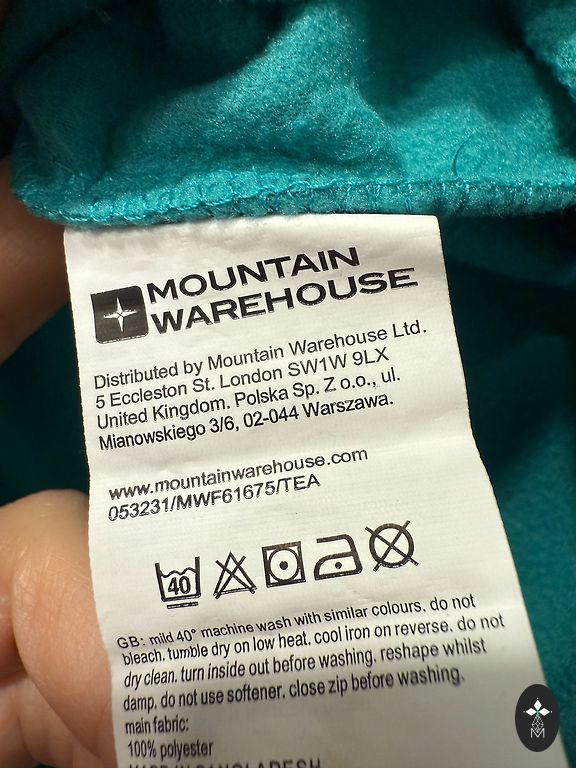 MOUNTAIN
WAREHOUSE
Distributed by Mountain Warehouse Ltd.
5 Eccleston St. London SW1W 9LX
United Kingdom. Polska Sp. Z o.o., ul.
Mianowskiego 3/6, 02-044 Warszawa.
www.mountainwarehouse.com
053231/MWF61675/TEA
40
GB: mild 40° machine wash with similar colours. do not
bleach. tumble dry on low heat. cool iron on reverse. do not
dry clean. turn inside out before washing. reshape whilst
damp. do not use softener. close zip before washing.
main fabric:
100% polyester
MADE IN BANGLADESH
M